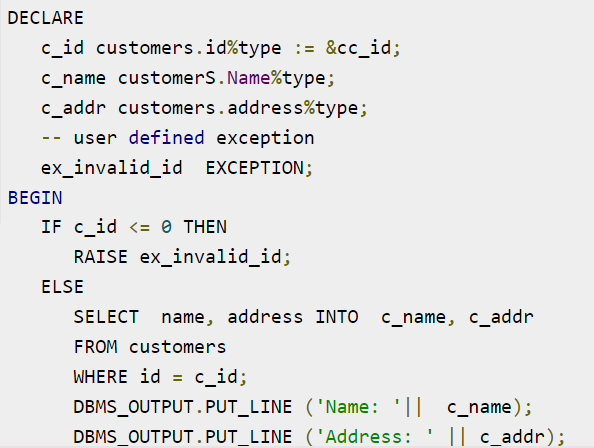 DECLARE
c_id customers.id%type := &cc_id;
c_name customerS.Name%type;
c_addr customers.address%type;
-- user defined exception
ex_invalid_id  EXCEPTION;
BEGIN
IF c_id <= 0 THEN
RAISE ex_invalid_id;
ELSE
SELECT  name, address INTO  c_name, c_addr
FROM customers
WHERE id = c_id;
DBMS_OUTPUT.PUT_LINE ('Name: '||  c_name);
DBMS_OUTPUT.PUT_LINE ('Address: ' || c_addr);